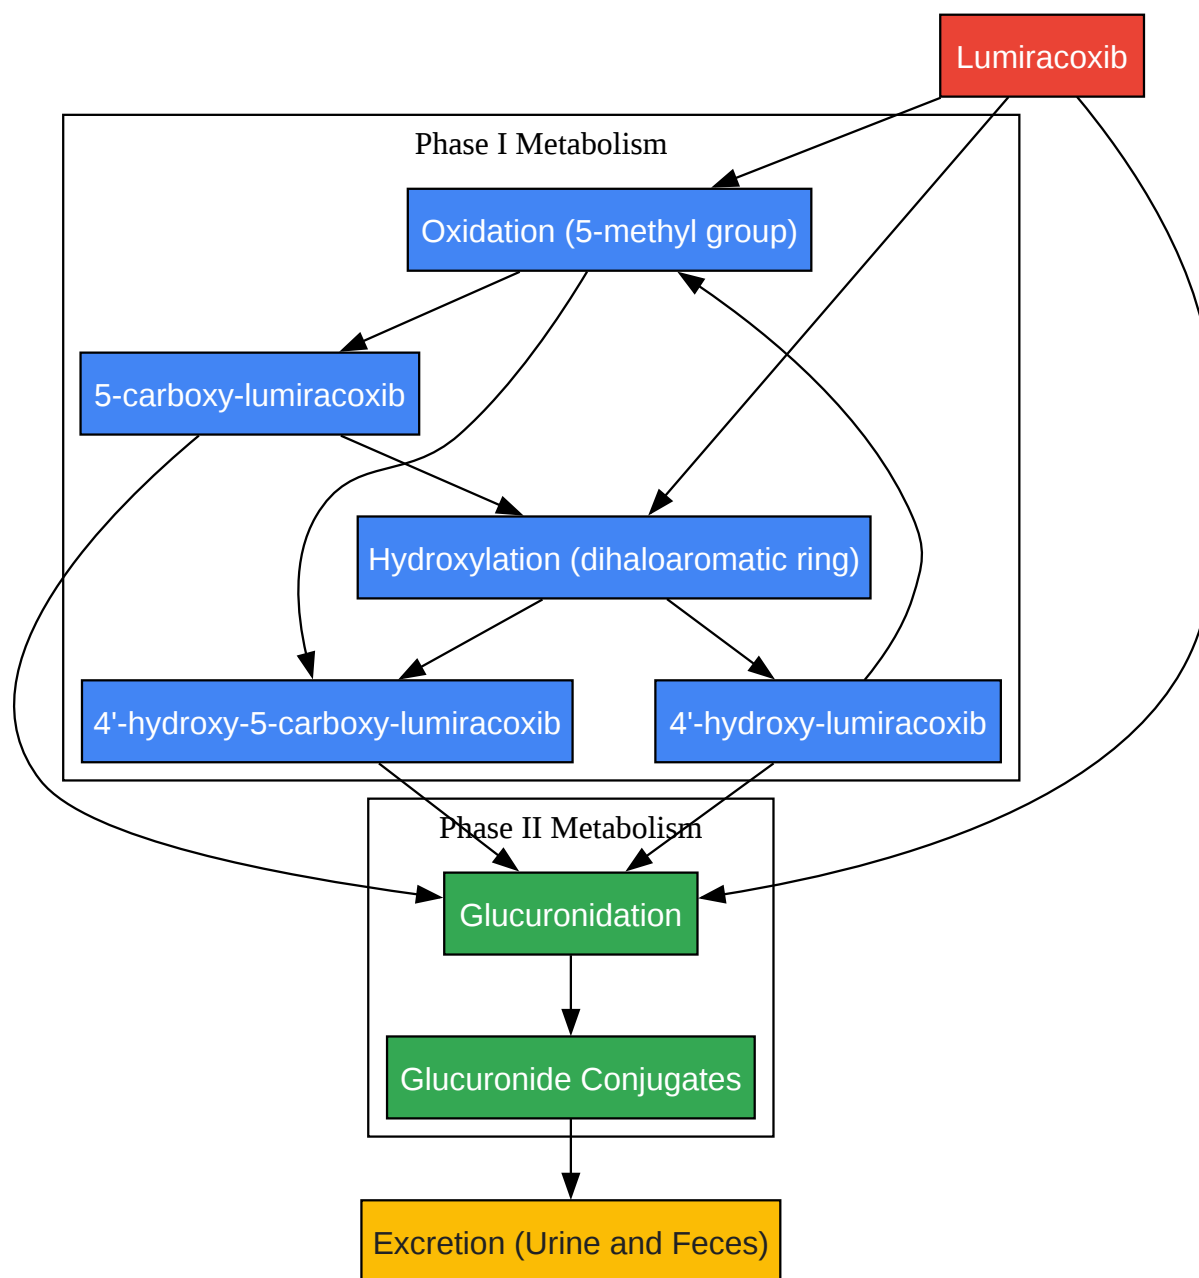 Lumiracoxib
Phase I Metabolism
Oxidation (5-methyl group)
5-carboxy-lumiracoxib
Hydroxylation (dihaloaromatic ring)
4'-hydroxy-5-carboxy-lumiracoxib
4'-hydroxy-lumiracoxib
Phase II Metabolism
Glucuronidation
Glucuronide Conjugates
Excretion (Urine and Feces)